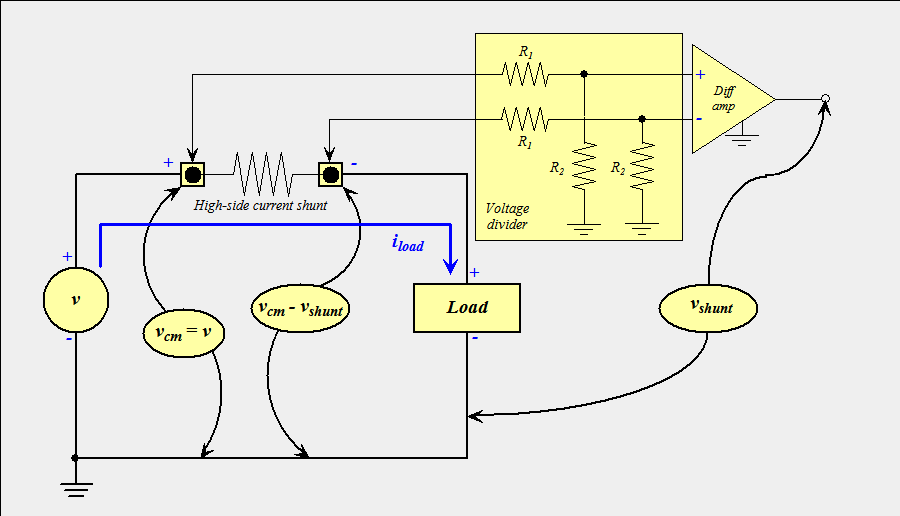 R1
+
Diff
amp
-
R1
+
-
R2
R2
High-side current shunt
Voltage
divider
iload
+
+
v
vcm - vshunt
Load
vshunt
vcm = v
-
-